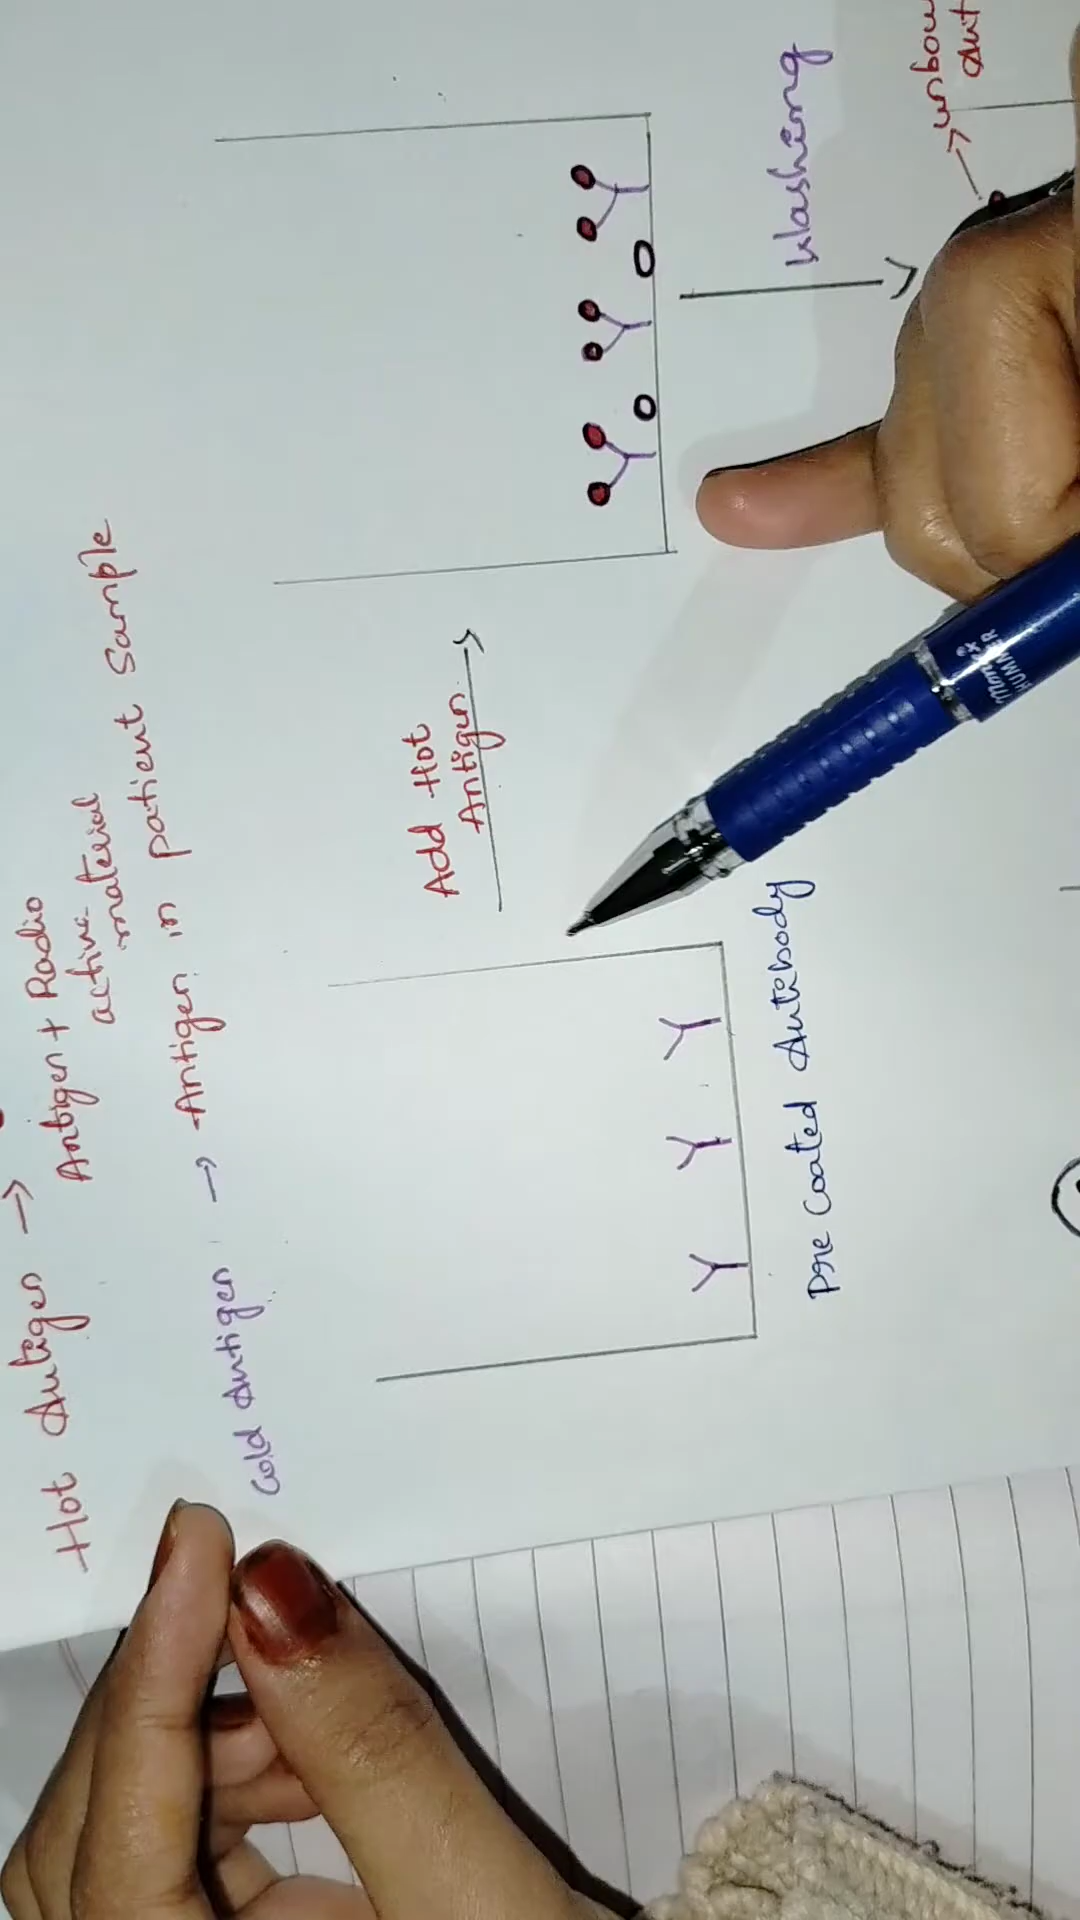 Hot Antigen →
Antigen + Radio
active
material
Cold Antigen → Antigen in patient Sample
Add Hot
Antigen
Pre Coated Antibody
Washing
HUMMER